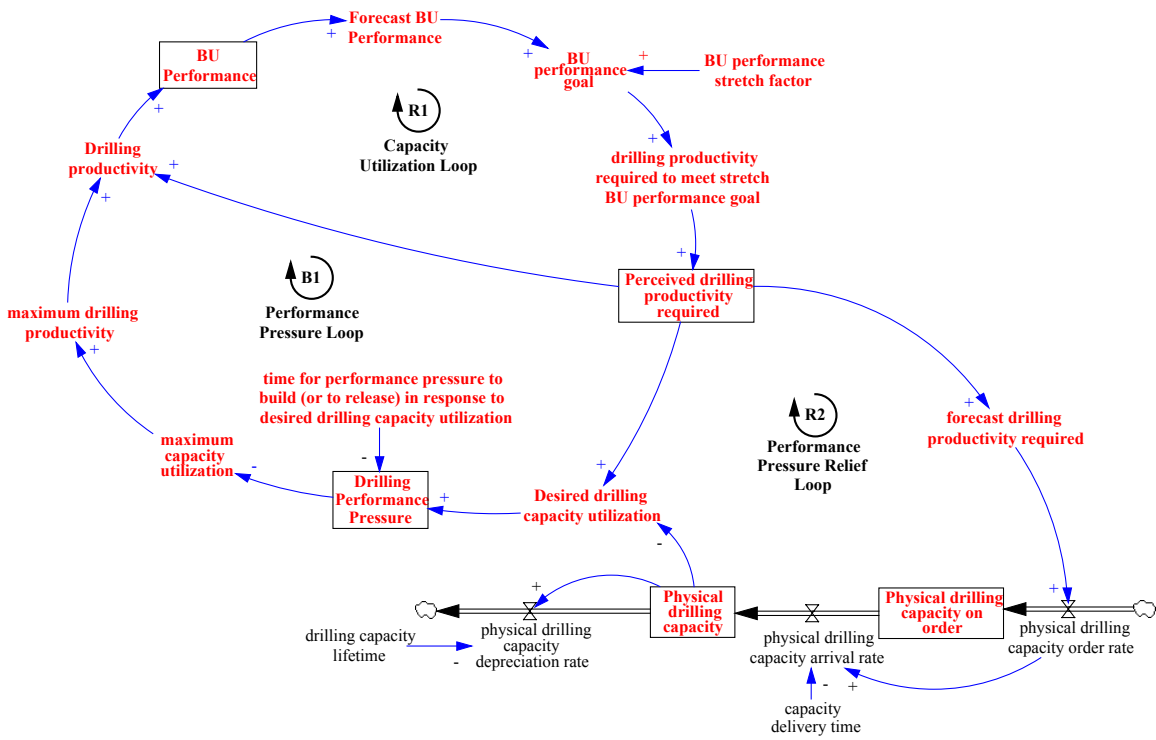 Forecast BU
Performance
+
+
BU
Performance
+
BU
performance
goal
+
BU performance
stretch factor
R1
Capacity
Utilization Loop
+
Drilling
productivity
+
+
drilling productivity
required to meet stretch
BU performance goal
+
+
Perceived drilling
productivity
required
B1
Performance
Pressure Loop
maximum drilling
productivity
+
time for performance pressure to
build (or to release) in response to
desired drilling capacity utilization
R2
Performance
Pressure Relief
Loop
+
forecast drilling
productivity required
maximum
capacity
utilization
-
-
Drilling
Performance
Pressure
+
+
Desired drilling
capacity utilization
-
+
Physical
drilling
capacity
Physical drilling
capacity on
order
+
drilling capacity
lifetime
-
physical drilling
capacity
depreciation rate
physical drilling
capacity arrival rate
physical drilling
capacity order rate
-
+
capacity
delivery time